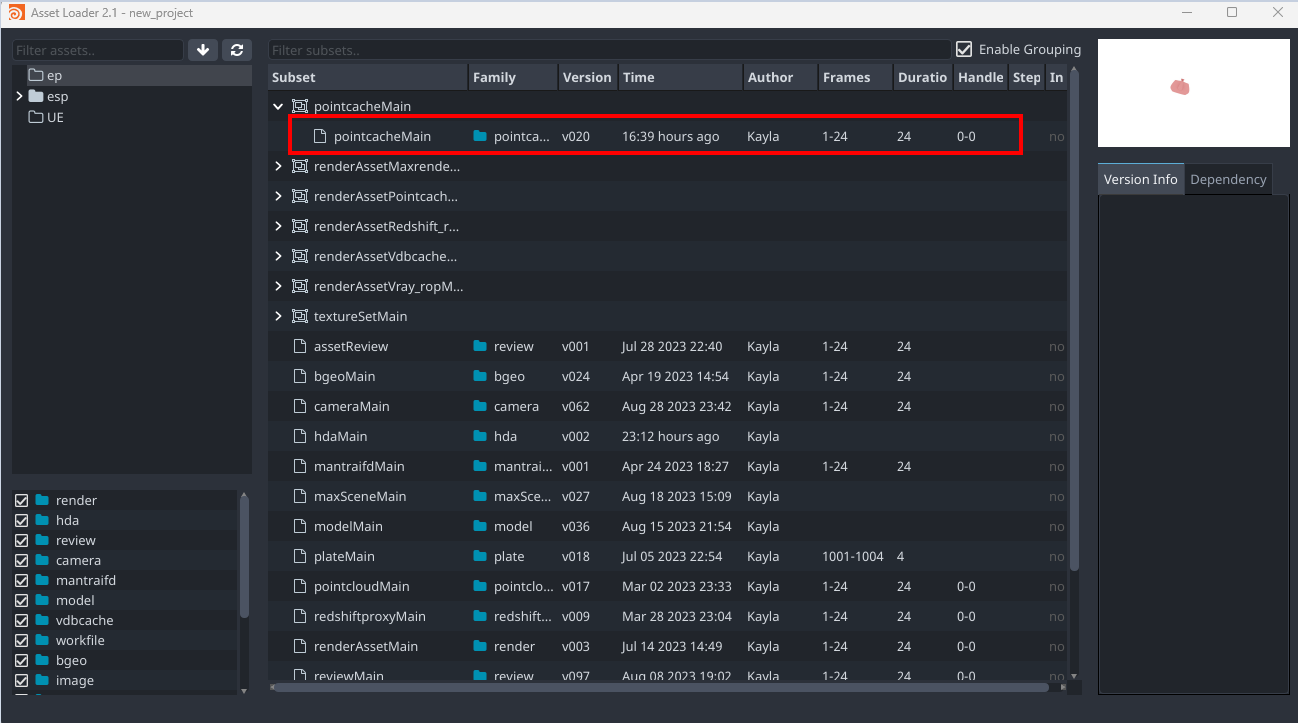 Asset Loader 2.1 - new_project
Filter assets..
Filter subsets..
Enable Grouping
ep
esp
UE
Subset Family Version Time Author Frames Duratio Handle Step In
pointcacheMain
pointcacheMain pointca... v020 16:39 hours ago Kayla 1-24 24 0-0 no
renderAssetMaxrende...
renderAssetPointcach...
renderAssetRedshift_r...
renderAssetVdbcache...
renderAssetVray_ropM...
textureSetMain
assetReview review v001 Jul 28 2023 22:40 Kayla 1-24 24 no
bgeoMain bgeo v024 Apr 19 2023 14:54 Kayla 1-24 24 no
cameraMain camera v062 Aug 28 2023 23:42 Kayla 1-24 24 no
hdaMain hda v002 23:12 hours ago Kayla no
mantraifdMain mantrai... v001 Apr 24 2023 18:27 Kayla 1-24 24 no
maxSceneMain maxSce... v027 Aug 18 2023 15:09 Kayla no
modelMain model v036 Aug 15 2023 21:54 Kayla no
plateMain plate v018 Jul 05 2023 22:54 Kayla 1001-1004 4 no
pointcloudMain pointclo... v017 Mar 02 2023 23:33 Kayla 1-24 24 0-0 no
redshiftproxyMain redshift... v009 Mar 28 2023 23:04 Kayla 1-24 24 0-0 no
renderAssetMain render v003 Jul 14 2023 14:49 Kayla 1-24 24 0-0 no
reviewMain review v097 Aug 08 2023 19:02 Kayla 1-24 24 0-0 no
render
hda
review
camera
mantraifd
model
vdbcache
workfile
bgeo
image
Version Info Dependency